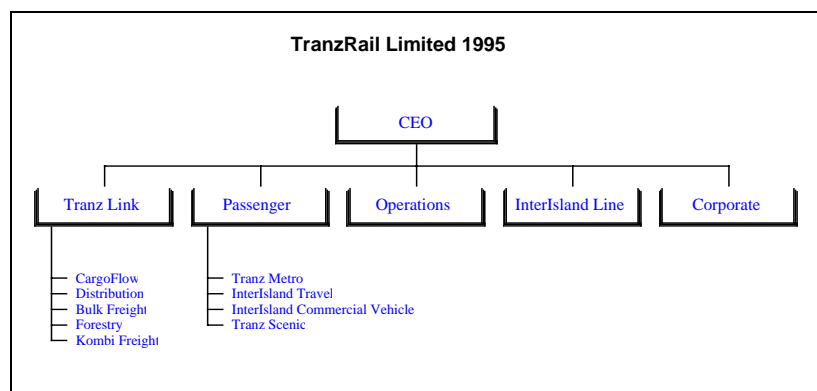 TranzRail Limited 1995
CEO
Tranz Link
Passenger
Operations
InterIsland Line
Corporate
CargoFlow
Distribution
Bulk Freight
Forestry
Kombi Freight
Tranz Metro
InterIsland Travel
InterIsland Commercial Vehicle
Tranz Scenic